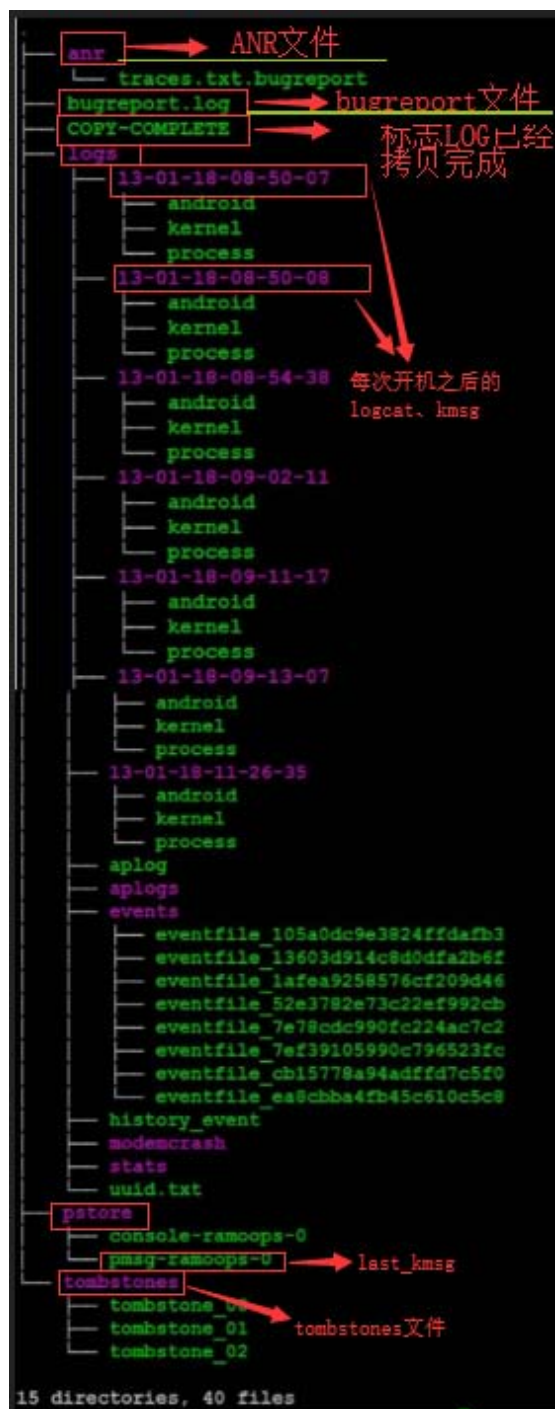 .
├── anr ANR文件
│   └── traces.txt.bugreport
├── bugreport.log bugreport文件
├── COPY-COMPLETE 标志LOG已经
拷贝完成
├── logs
│   ├── 13-01-18-08-50-07
│   │   ├── android
│   │   ├── kernel
│   │   └── process
│   ├── 13-01-18-08-50-08
│   │   ├── android
│   │   ├── kernel
│   │   └── process
│   ├── 13-01-18-08-54-38 每次开机之后的
│   │   ├── android logcat、kmsg
│   │   ├── kernel
│   │   └── process
│   ├── 13-01-18-09-02-11
│   │   ├── android
│   │   ├── kernel
│   │   └── process
│   ├── 13-01-18-09-11-17
│   │   ├── android
│   │   ├── kernel
│   │   └── process
│   ├── 13-01-18-09-13-07
│   │   ├── android
│   │   ├── kernel
│   │   └── process
│   ├── 13-01-18-11-26-35
│   │   ├── android
│   │   ├── kernel
│   │   └── process
│   ├── aplog
│   ├── aplogs
│   ├── events
│   │   ├── eventfile_105a0dc9e3824ffdafb3
│   │   ├── eventfile_13603d914c8d0dfa2b6f
│   │   ├── eventfile_1afea9258576cf209d46
│   │   ├── eventfile_52e3782e73c22ef992cb
│   │   ├── eventfile_7e78cdc990fc224ac7c2
│   │   ├── eventfile_7ef39105990c796523fc
│   │   ├── eventfile_cb15778a94adffd7c5f0
│   │   └── eventfile_ea8cbba4fb45c610c5c8
│   ├── history_event
│   ├── modemcrash
│   ├── stats
│   └── uuid.txt
├── pstore
│   ├── console-ramoops-0
│   └── pmsg-ramoops-0 last_kmsg
└── tombstones
    ├── tombstone_00
    ├── tombstone_01 tombstones文件
    └── tombstone_02
15 directories, 40 files